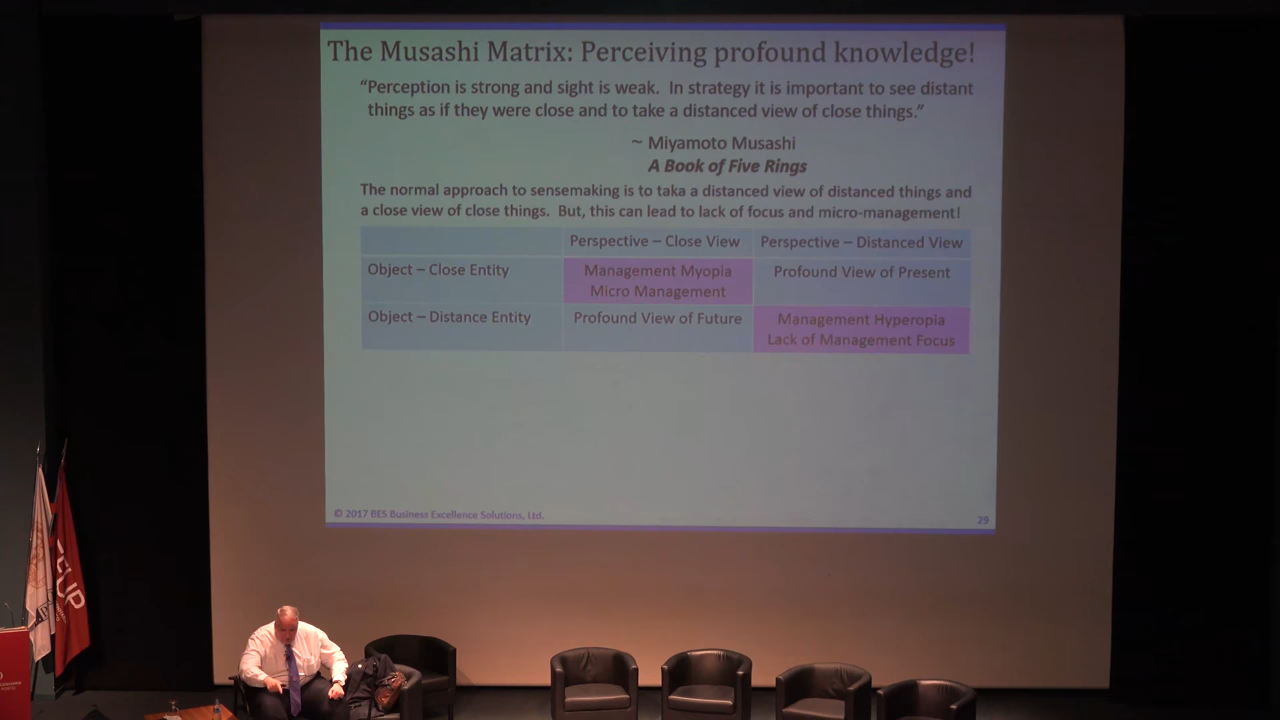 The Musashi Matrix: Perceiving profound knowledge!
“Perception is strong and sight is weak. In strategy it is important to see distant
things as if they were close and to take a distanced view of close things.”
~ Miyamoto Musashi
A Book of Five Rings
The normal approach to sensemaking is to taka a distanced view of distanced things and
a close view of close things. But, this can lead to lack of focus and micro-management!
Perspective – Close View Perspective – Distanced View
Object – Close Entity
Management Myopia
Micro Management
Profound View of Present
Object – Distance Entity
Profound View of Future
Management Hyperopia
Lack of Management Focus
© 2017 BES Business Excellence Solutions, Ltd.
29
FEUP